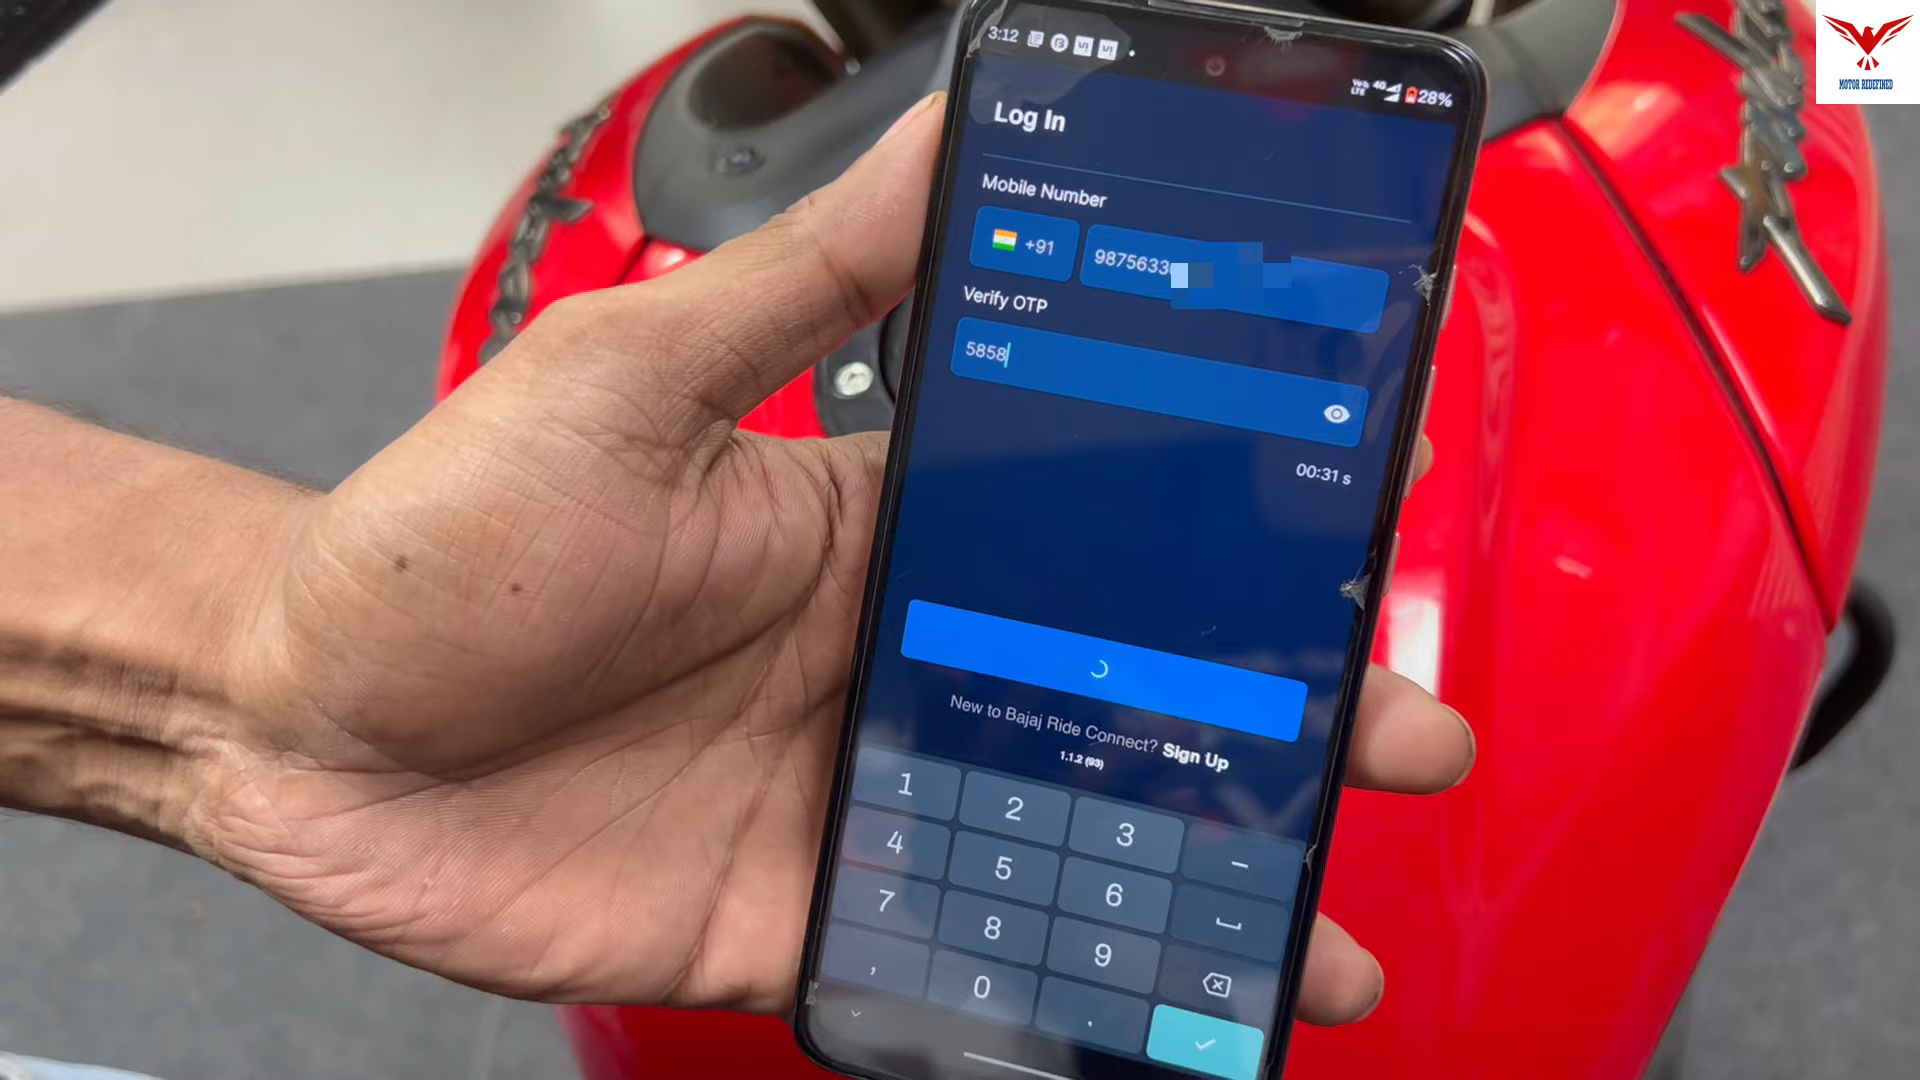 3:12
28%
MOTOR REDEFINED
Log In
Mobile Number
+91
9875633
Verify OTP
5858
00:31 s
New to Bajaj Ride Connect? Sign Up
1.1.2 (93)
1 2 3 -
4 5 6
7 8 9
, 0 .